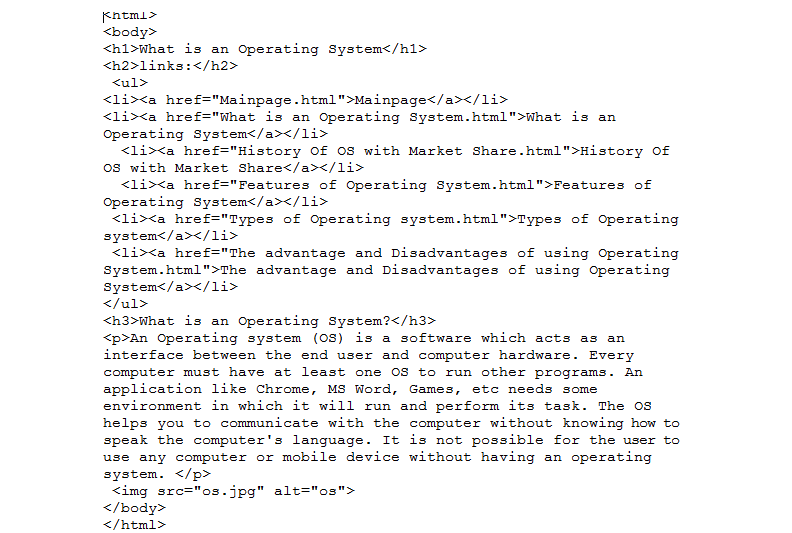 <html>
<body>
<h1>What is an Operating System</h1>
<h2>links:</h2>
<ul>
<li><a href="Mainpage.html">Mainpage</a></li>
<li><a href="What is an Operating System.html">What is an
Operating System</a></li>
<li><a href="History Of OS with Market Share.html">History Of
OS with Market Share</a></li>
<li><a href="Features of Operating System.html">Features of
Operating System</a></li>
<li><a href="Types of Operating system.html">Types of Operating
system</a></li>
<li><a href="The advantage and Disadvantages of using Operating
System.html">The advantage and Disadvantages of using Operating
System</a></li>
</ul>
<h3>What is an Operating System?</h3>
<p>An Operating system (OS) is a software which acts as an
interface between the end user and computer hardware. Every
computer must have at least one OS to run other programs. An
application like Chrome, MS Word, Games, etc needs some
environment in which it will run and perform its task. The OS
helps you to communicate with the computer without knowing how to
speak the computer's language. It is not possible for the user to
use any computer or mobile device without having an operating
system. </p>
<img src="os.jpg" alt="os">
</body>
</html>